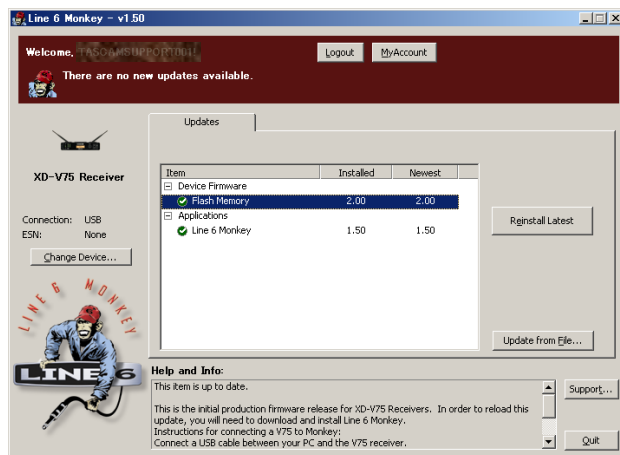 Line 6 Monkey - v1.50
Welcome,
Logout
MyAccount
There are no new updates available.
Updates
XD-V75 Receiver
Item Installed Newest
Device Firmware
Flash Memory 2.00 2.00
Applications
Line 6 Monkey 1.50 1.50
Connection: USB
ESN: None
Change Device...
Reinstall Latest
Update from File...
LINE 6 MONKEY
LINE 6
Help and Info:
This item is up to date.
This is the initial production firmware release for XD-V75 Receivers. In order to reload this
update, you will need to download and install Line 6 Monkey.
Instructions for connecting a V75 to Monkey:
Connect a USB cable between your PC and the V75 receiver.
Support...
Quit